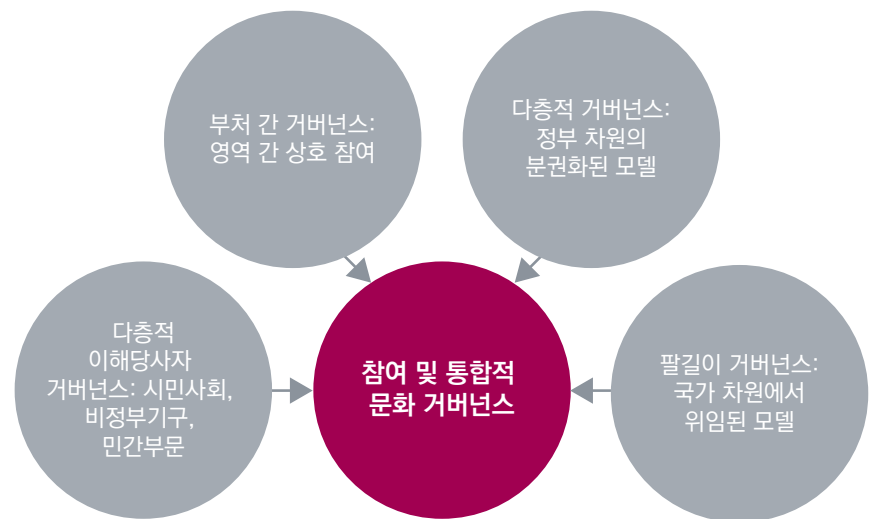 부처 간 거버넌스:
영역 간 상호 참여
다층적 거버넌스:
정부 차원의
분권화된 모델
다층적
이해당사자
거버넌스: 시민사회,
비정부기구,
민간부문
참여 및 통합적
문화 거버넌스
팔길이 거버넌스:
국가 차원에서
위임된 모델